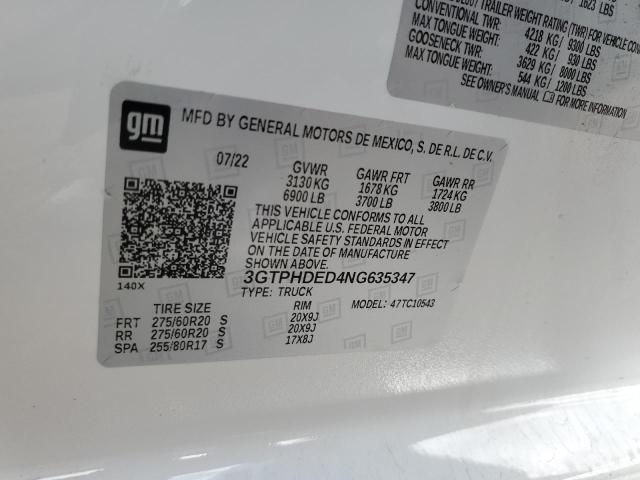 1623 LBS
TRAILER WEIGHT RATING (TWR) FOR VEHICLE
CONVENTIONAL TWR: 4218 KG/ 9300 LBS
MAX TONGUE WEIGHT: 422 KG/ 930 LBS
GOOSENECK TWR: 3629 KG/ 8000 LBS
MAX TONGUE WEIGHT: 544 KG/ 1200 LBS
SEE OWNER'S MANUAL FOR MORE INFORMATION
gm
MFD BY GENERAL MOTORS DE MEXICO, S. DE R.L. DE C.V.
07/22 GVWR GAWR FRT GAWR RR
3130 KG 1678 KG 1724 KG
6900 LB 3700 LB 3800 LB
THIS VEHICLE CONFORMS TO ALL
APPLICABLE U.S. FEDERAL MOTOR
VEHICLE SAFETY STANDARDS IN EFFECT
ON THE DATE OF MANUFACTURE
SHOWN ABOVE.
140X
3GTPHDED4NG635347
TYPE: TRUCK MODEL: 47TC10543
TIRE SIZE RIM
FRT 275/60R20 S 20X9J
RR 275/60R20 S 20X9J
SPA 255/80R17 S 17X8J